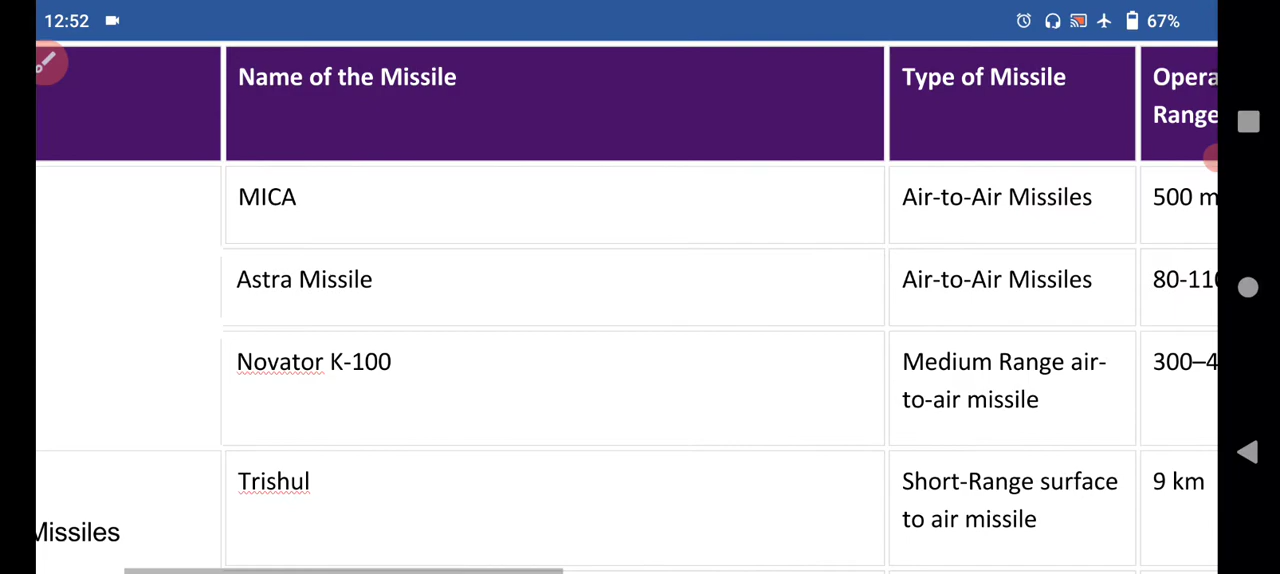 12:52
67%
Name of the Missile
Type of Missile
Opera
Range
MICA
Air-to-Air Missiles
500 m
Astra Missile
Air-to-Air Missiles
80-110
Novator K-100
Medium Range air-
to-air missile
300–4
Trishul
Short-Range surface
to air missile
9 km
Missiles